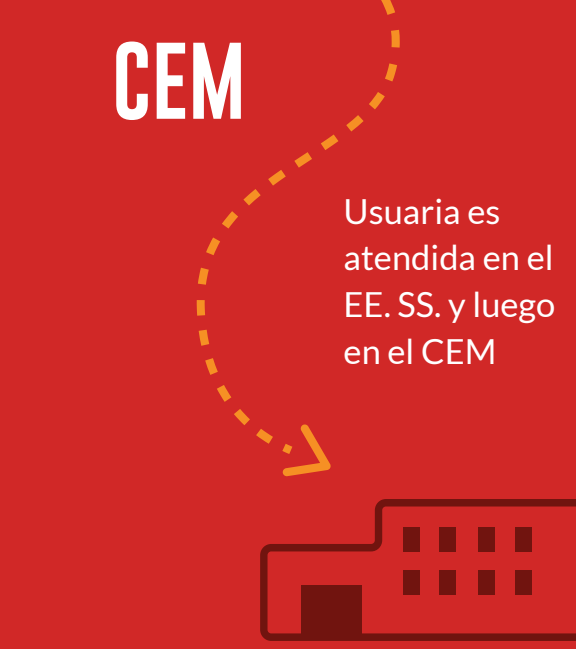 CEM
Usuaria es
atendida en el
EE. SS. y luego
en el CEM